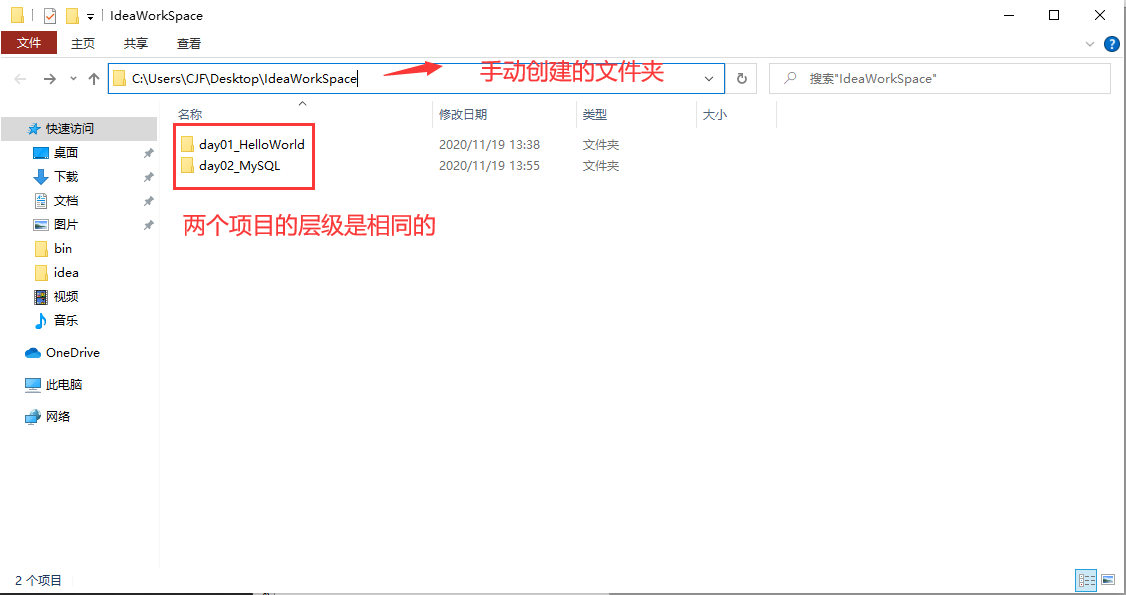 IdeaWorkSpace
文件 主页 共享 查看
C:\Users\CJF\Desktop\IdeaWorkSpace 手动创建的文件夹 搜索"IdeaWorkSpace"
名称 修改日期 类型 大小
快速访问
桌面
下载
文档
图片
bin
idea
视频
音乐
OneDrive
此电脑
网络
day01_HelloWorld 2020/11/19 13:38 文件夹
day02_MySQL 2020/11/19 13:55 文件夹
两个项目的层级是相同的
2 个项目